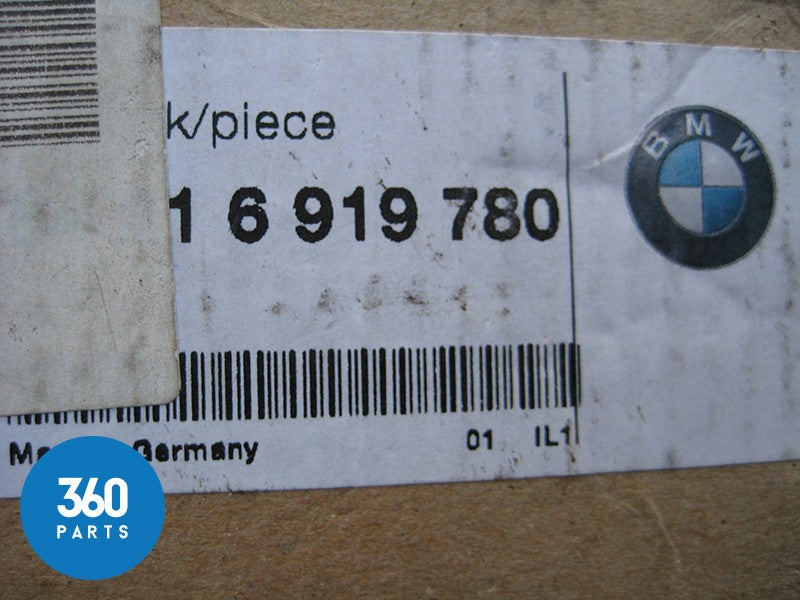 k/piece
BMW
1 6 919 780
Germany 01 IL1
360
PARTS